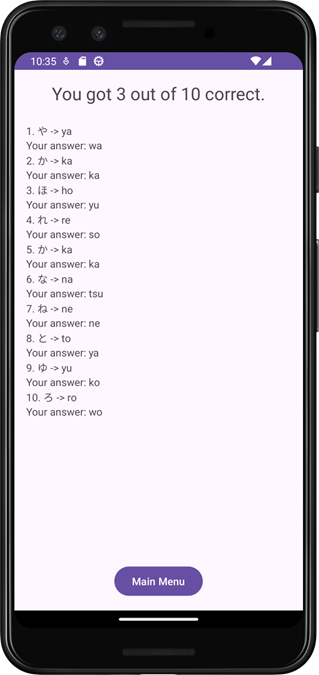 10:35
You got 3 out of 10 correct.
1. や -> ya
Your answer: wa
2. か -> ka
Your answer: ka
3. ほ -> ho
Your answer: yu
4. れ -> re
Your answer: so
5. か -> ka
Your answer: ka
6. な -> na
Your answer: tsu
7. ね -> ne
Your answer: ne
8. と -> to
Your answer: ya
9. ゆ -> yu
Your answer: ko
10. ろ -> ro
Your answer: wo
Main Menu